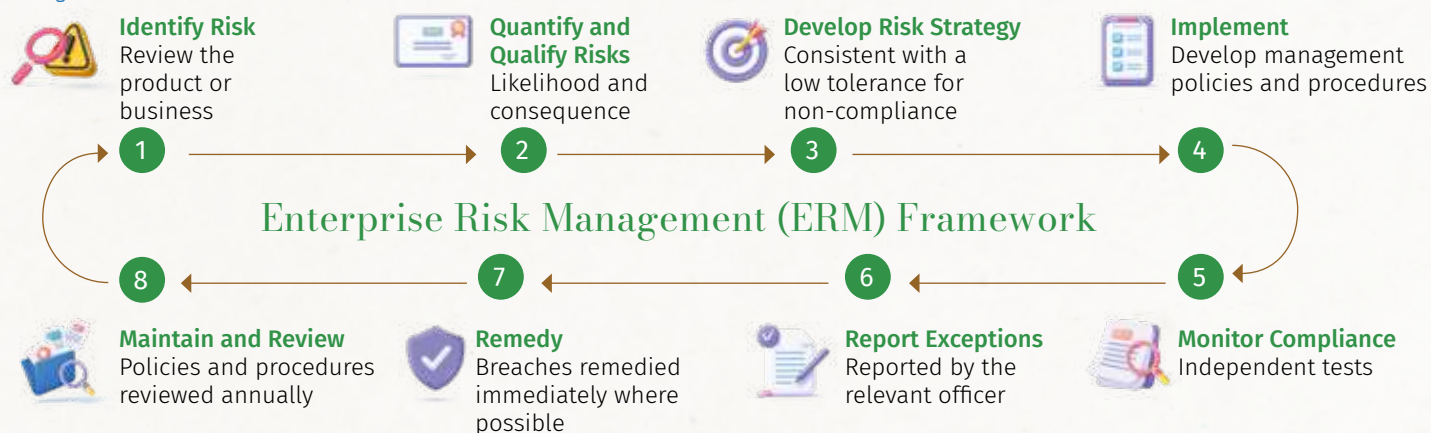 Identify Risk
Review the
product or
business
1
Quantify and
Qualify Risks
Likelihood and
consequence
2
Develop Risk Strategy
Consistent with a
low tolerance for
non-compliance
3
Implement
Develop management
policies and procedures
4
Enterprise Risk Management (ERM) Framework
8
Maintain and Review
Policies and procedures
reviewed annually
7
Remedy
Breaches remedied
immediately where
possible
6
Report Exceptions
Reported by the
relevant officer
5
Monitor Compliance
Independent tests